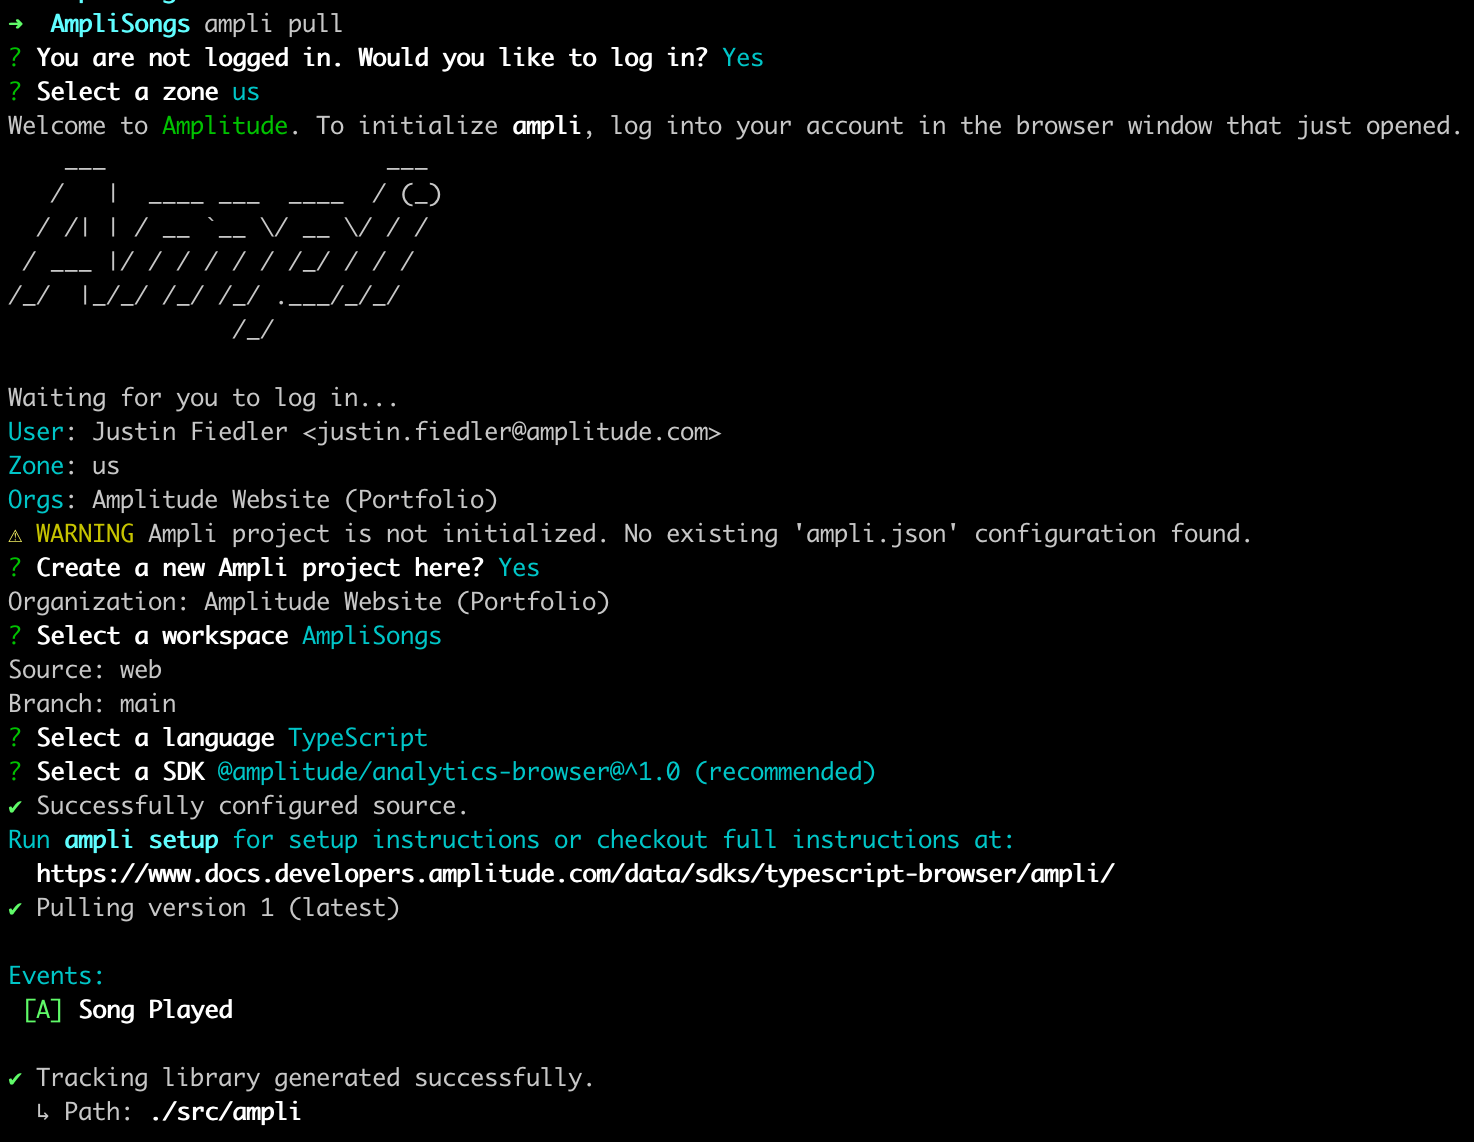 ➜  AmpliSongs ampli pull
? You are not logged in. Would you like to log in? Yes
? Select a zone us
Welcome to Amplitude. To initialize ampli, log into your account in the browser window that just opened.
    ___                    ___
   /   |  ____ ___  ____  / (_)
  / /| | / __ `__ \/ __ \/ / /
 / ___ |/ / / / / / /_/ / / /
/_/  |_/_/ /_/ /_/ .___/_/_/
                /_/
Waiting for you to log in...
User: Justin Fiedler <justin.fiedler@amplitude.com>
Zone: us
Orgs: Amplitude Website (Portfolio)
⚠ WARNING Ampli project is not initialized. No existing 'ampli.json' configuration found.
? Create a new Ampli project here? Yes
Organization: Amplitude Website (Portfolio)
? Select a workspace AmpliSongs
Source: web
Branch: main
? Select a language TypeScript
? Select a SDK @amplitude/analytics-browser@^1.0 (recommended)
✔ Successfully configured source.
Run ampli setup for setup instructions or checkout full instructions at:
  https://www.docs.developers.amplitude.com/data/sdks/typescript-browser/ampli/
✔ Pulling version 1 (latest)
Events:
 [A] Song Played
✔ Tracking library generated successfully.
  ↳ Path: ./src/ampli